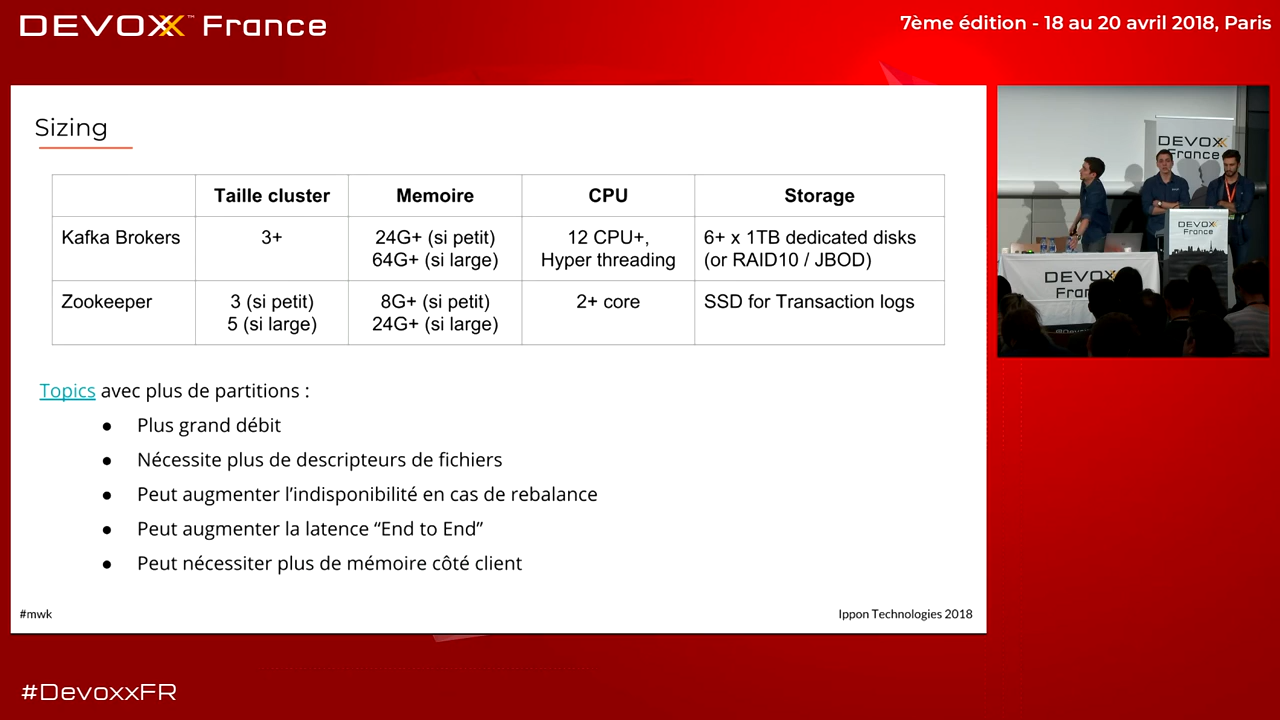 DEVOXX™ France
7ème édition - 18 au 20 avril 2018, Paris
Sizing
Taille cluster Memoire CPU Storage
Kafka Brokers 3+ 24G+ (si petit) 12 CPU+, 6+ x 1TB dedicated disks
64G+ (si large) Hyper threading (or RAID10 / JBOD)
Zookeeper 3 (si petit) 8G+ (si petit) 2+ core SSD for Transaction logs
5 (si large) 24G+ (si large)
Topics avec plus de partitions :
● Plus grand débit
● Nécessite plus de descripteurs de fichiers
● Peut augmenter l’indisponibilité en cas de rebalance
● Peut augmenter la latence “End to End”
● Peut nécessiter plus de mémoire côté client
#mwk
Ippon Technologies 2018
DEVOXX
France
DEVOXX
France
DEVOXX
#DevoxxFR